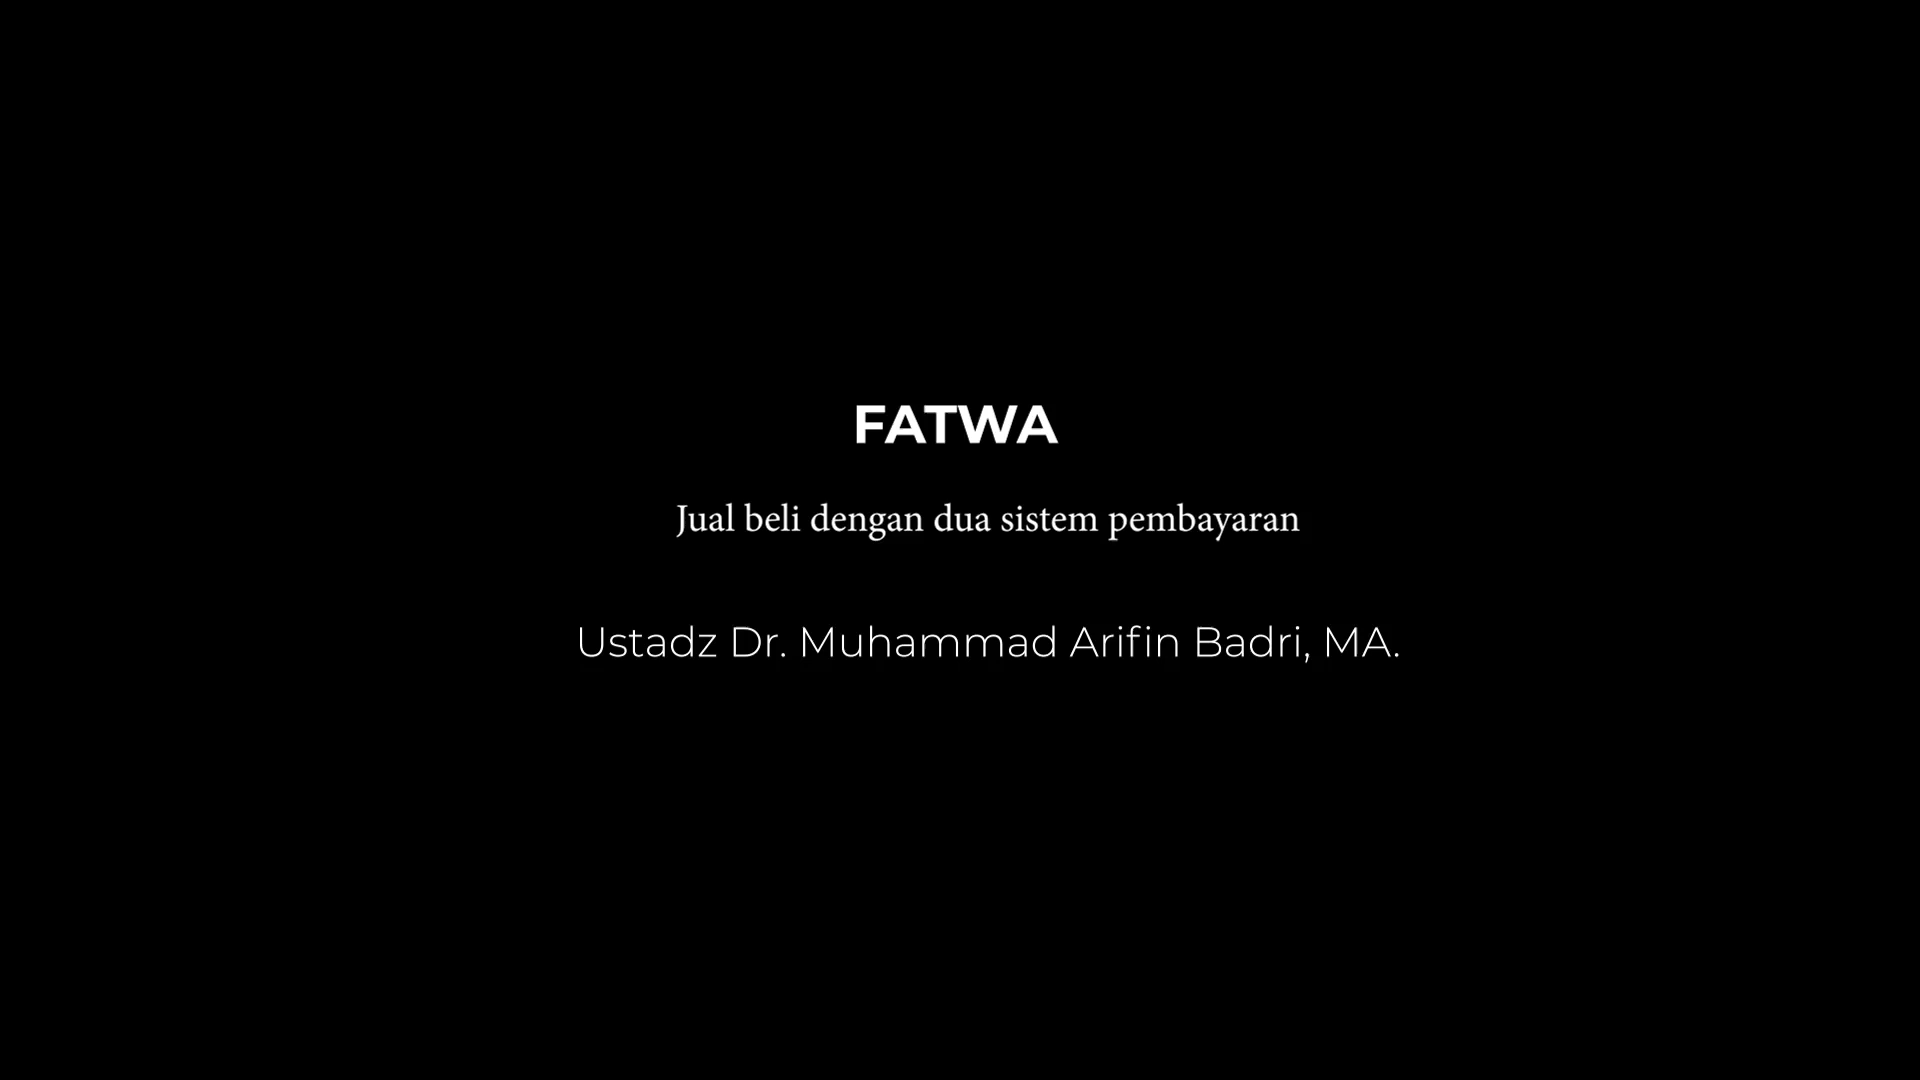 FATWA
Jual beli dengan dua sistem pembayaran
Ustadz Dr. Muhammad Arifin Badri, MA.